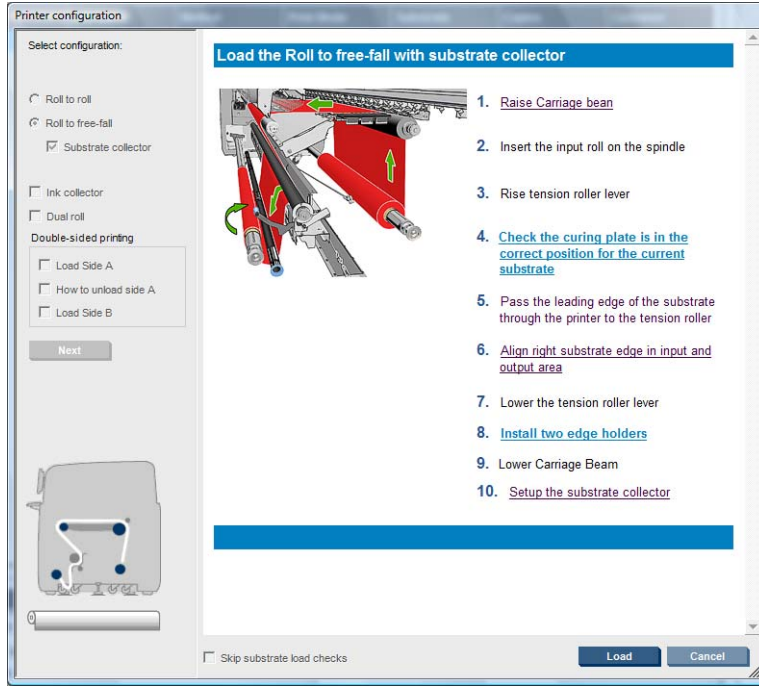 Printer configuration
Select configuration:
Roll to roll
Roll to free-fall
Substrate collector
Ink collector
Dual roll
Double-sided printing
Load Side A
How to unload side A
Load Side B
Next
Load the Roll to free-fall with substrate collector
1. Raise Carriage bean
2. Insert the input roll on the spindle
3. Rise tension roller lever
4. Check the curing plate is in the
correct position for the current
substrate
5. Pass the leading edge of the substrate
through the printer to the tension roller
6. Align right substrate edge in input and
output area
7. Lower the tension roller lever
8. Install two edge holders
9. Lower Carriage Beam
10. Setup the substrate collector
Skip substrate load checks
Load
Cancel